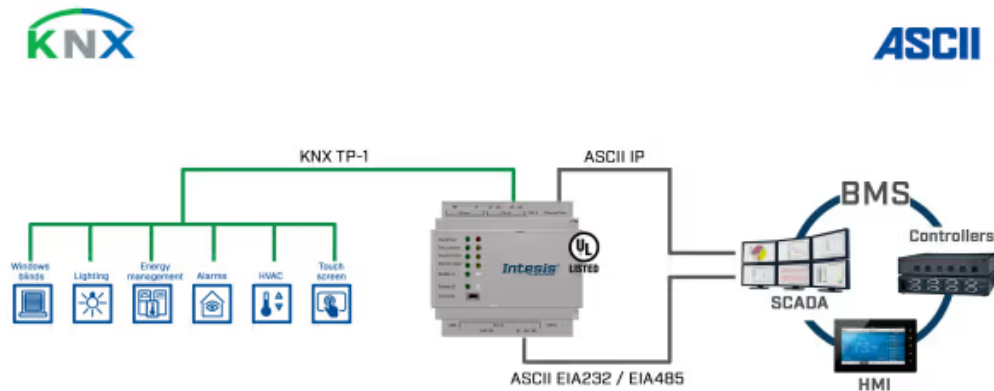 KNX
ASCII
KNX TP-1
ASCII IP
BMS
Controllers
Windows
blinds
Lighting
Energy
management
Alarms
HVAC
Touch
screen
Intesis
UL
LISTED
SCADA
HMI
ASCII EIA232 / EIA485